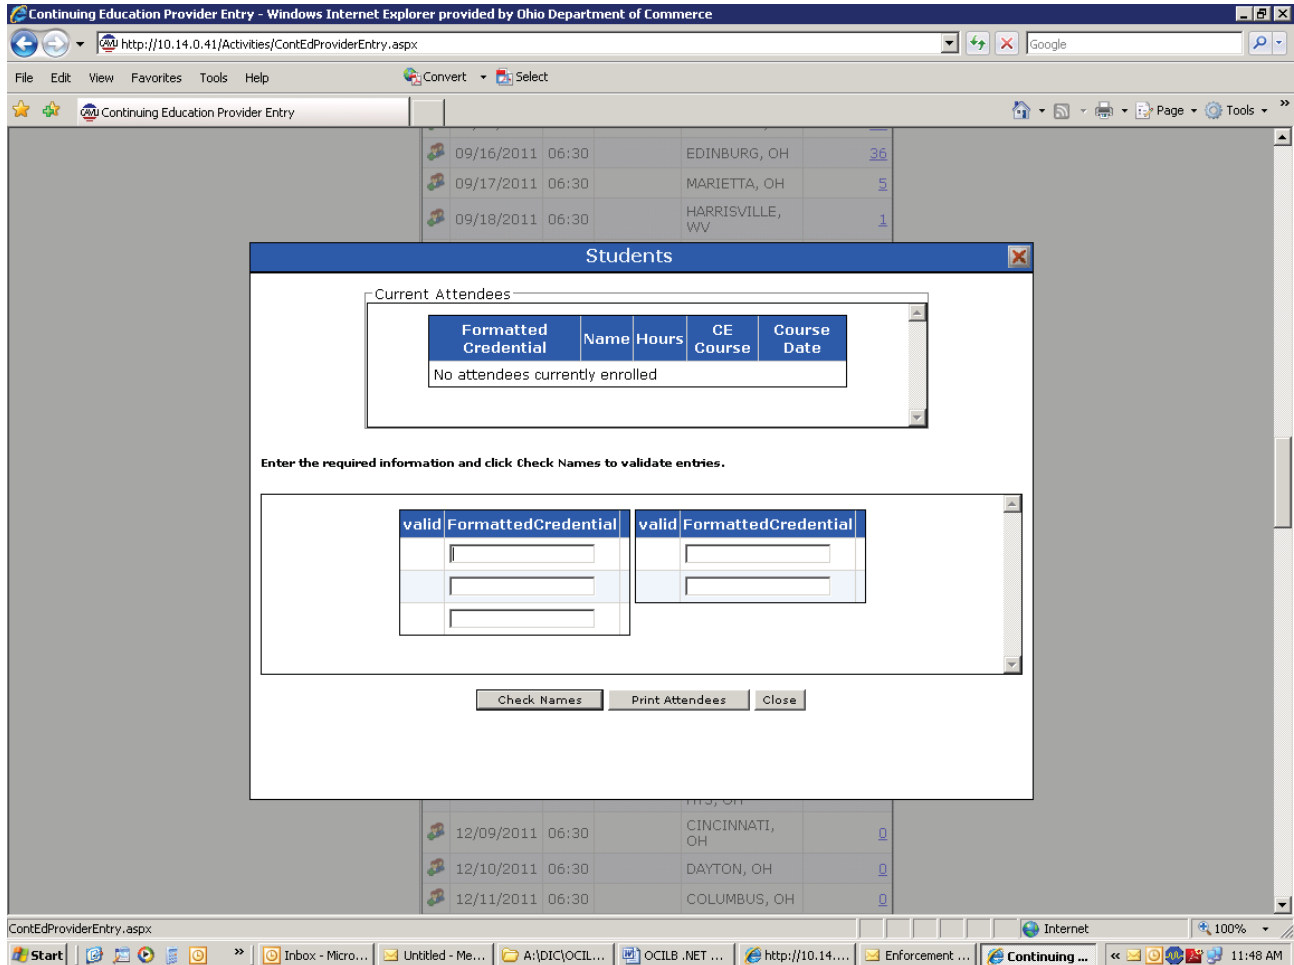 Continuing Education Provider Entry - Windows Internet Explorer provided by Ohio Department of Commerce
http://10.14.0.41/Activities/ContEdProviderEntry.aspx
Google
File Edit View Favorites Tools Help Convert Select
Continuing Education Provider Entry
Page Tools
09/16/2011 06:30 EDINBURG, OH 36
09/17/2011 06:30 MARIETTA, OH 5
09/18/2011 06:30 HARRISVILLE, WV 1
Students
Current Attendees
Formatted Credential Name Hours CE Course Course Date
No attendees currently enrolled
Enter the required information and click Check Names to validate entries.
valid FormattedCredential valid FormattedCredential
Check Names Print Attendees Close
12/09/2011 06:30 CINCINNATI, OH 0
12/10/2011 06:30 DAYTON, OH 0
12/11/2011 06:30 COLUMBUS, OH 0
ContEdProviderEntry.aspx Internet 100%
Start Inbox - Micro... Untitled - Me... A:\DIC\OCIL... OCILB .NET ... http://10.14.... Enforcement ... Continuing ... 11:48 AM